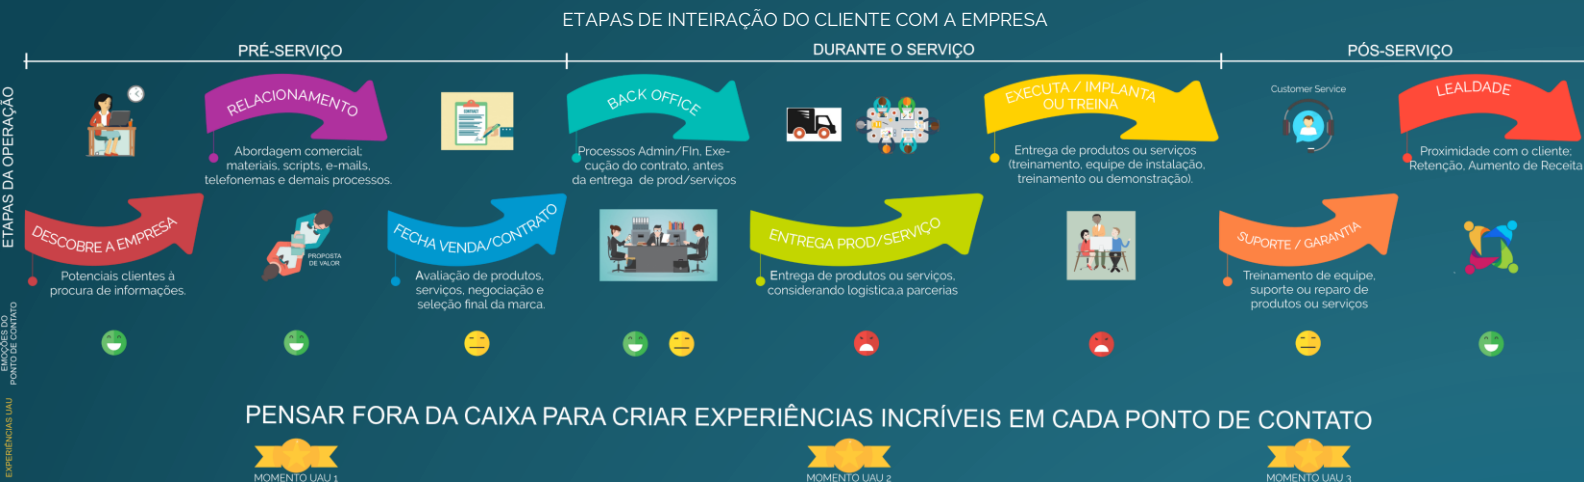 ETAPAS DE INTEIRAÇÃO DO CLIENTE COM A EMPRESA
PRÉ-SERVIÇO
DURANTE O SERVIÇO
PÓS-SERVIÇO
ETAPAS DA OPERAÇÃO
DESCOBRE A EMPRESA
Potenciais clientes à
procura de informações.
RELACIONAMENTO
Abordagem comercial;
materiais, scripts, e-mails,
telefonemas e demais processos.
PROPOSTA
DE VALOR
CONTRACT
FECHA VENDA/CONTRATO
Avaliação de produtos,
serviços, negociação e
seleção final da marca.
BACK OFFICE
Processos Admin/FIn, Exe-
cução do contrato, antes
da entrega de prod/serviços
ENTREGA PROD/SERVIÇO
Entrega de produtos ou serviços,
considerando logística,a parcerias
EXECUTA / IMPLANTA
OU TREINA
Entrega de produtos ou serviços
(treinamento, equipe de instalação,
treinamento ou demonstração).
Customer Service
SUPORTE / GARANTIA
Treinamento de equipe,
suporte ou reparo de
produtos ou serviços
LEALDADE
Proximidade com o cliente;
Retenção, Aumento de Receita
EMOÇÕES DO
PONTO DE CONTATO
PENSAR FORA DA CAIXA PARA CRIAR EXPERIÊNCIAS INCRÍVEIS EM CADA PONTO DE CONTATO
EXPERIÊNCIAS UAU
MOMENTO UAU 1
MOMENTO UAU 2
MOMENTO UAU 3